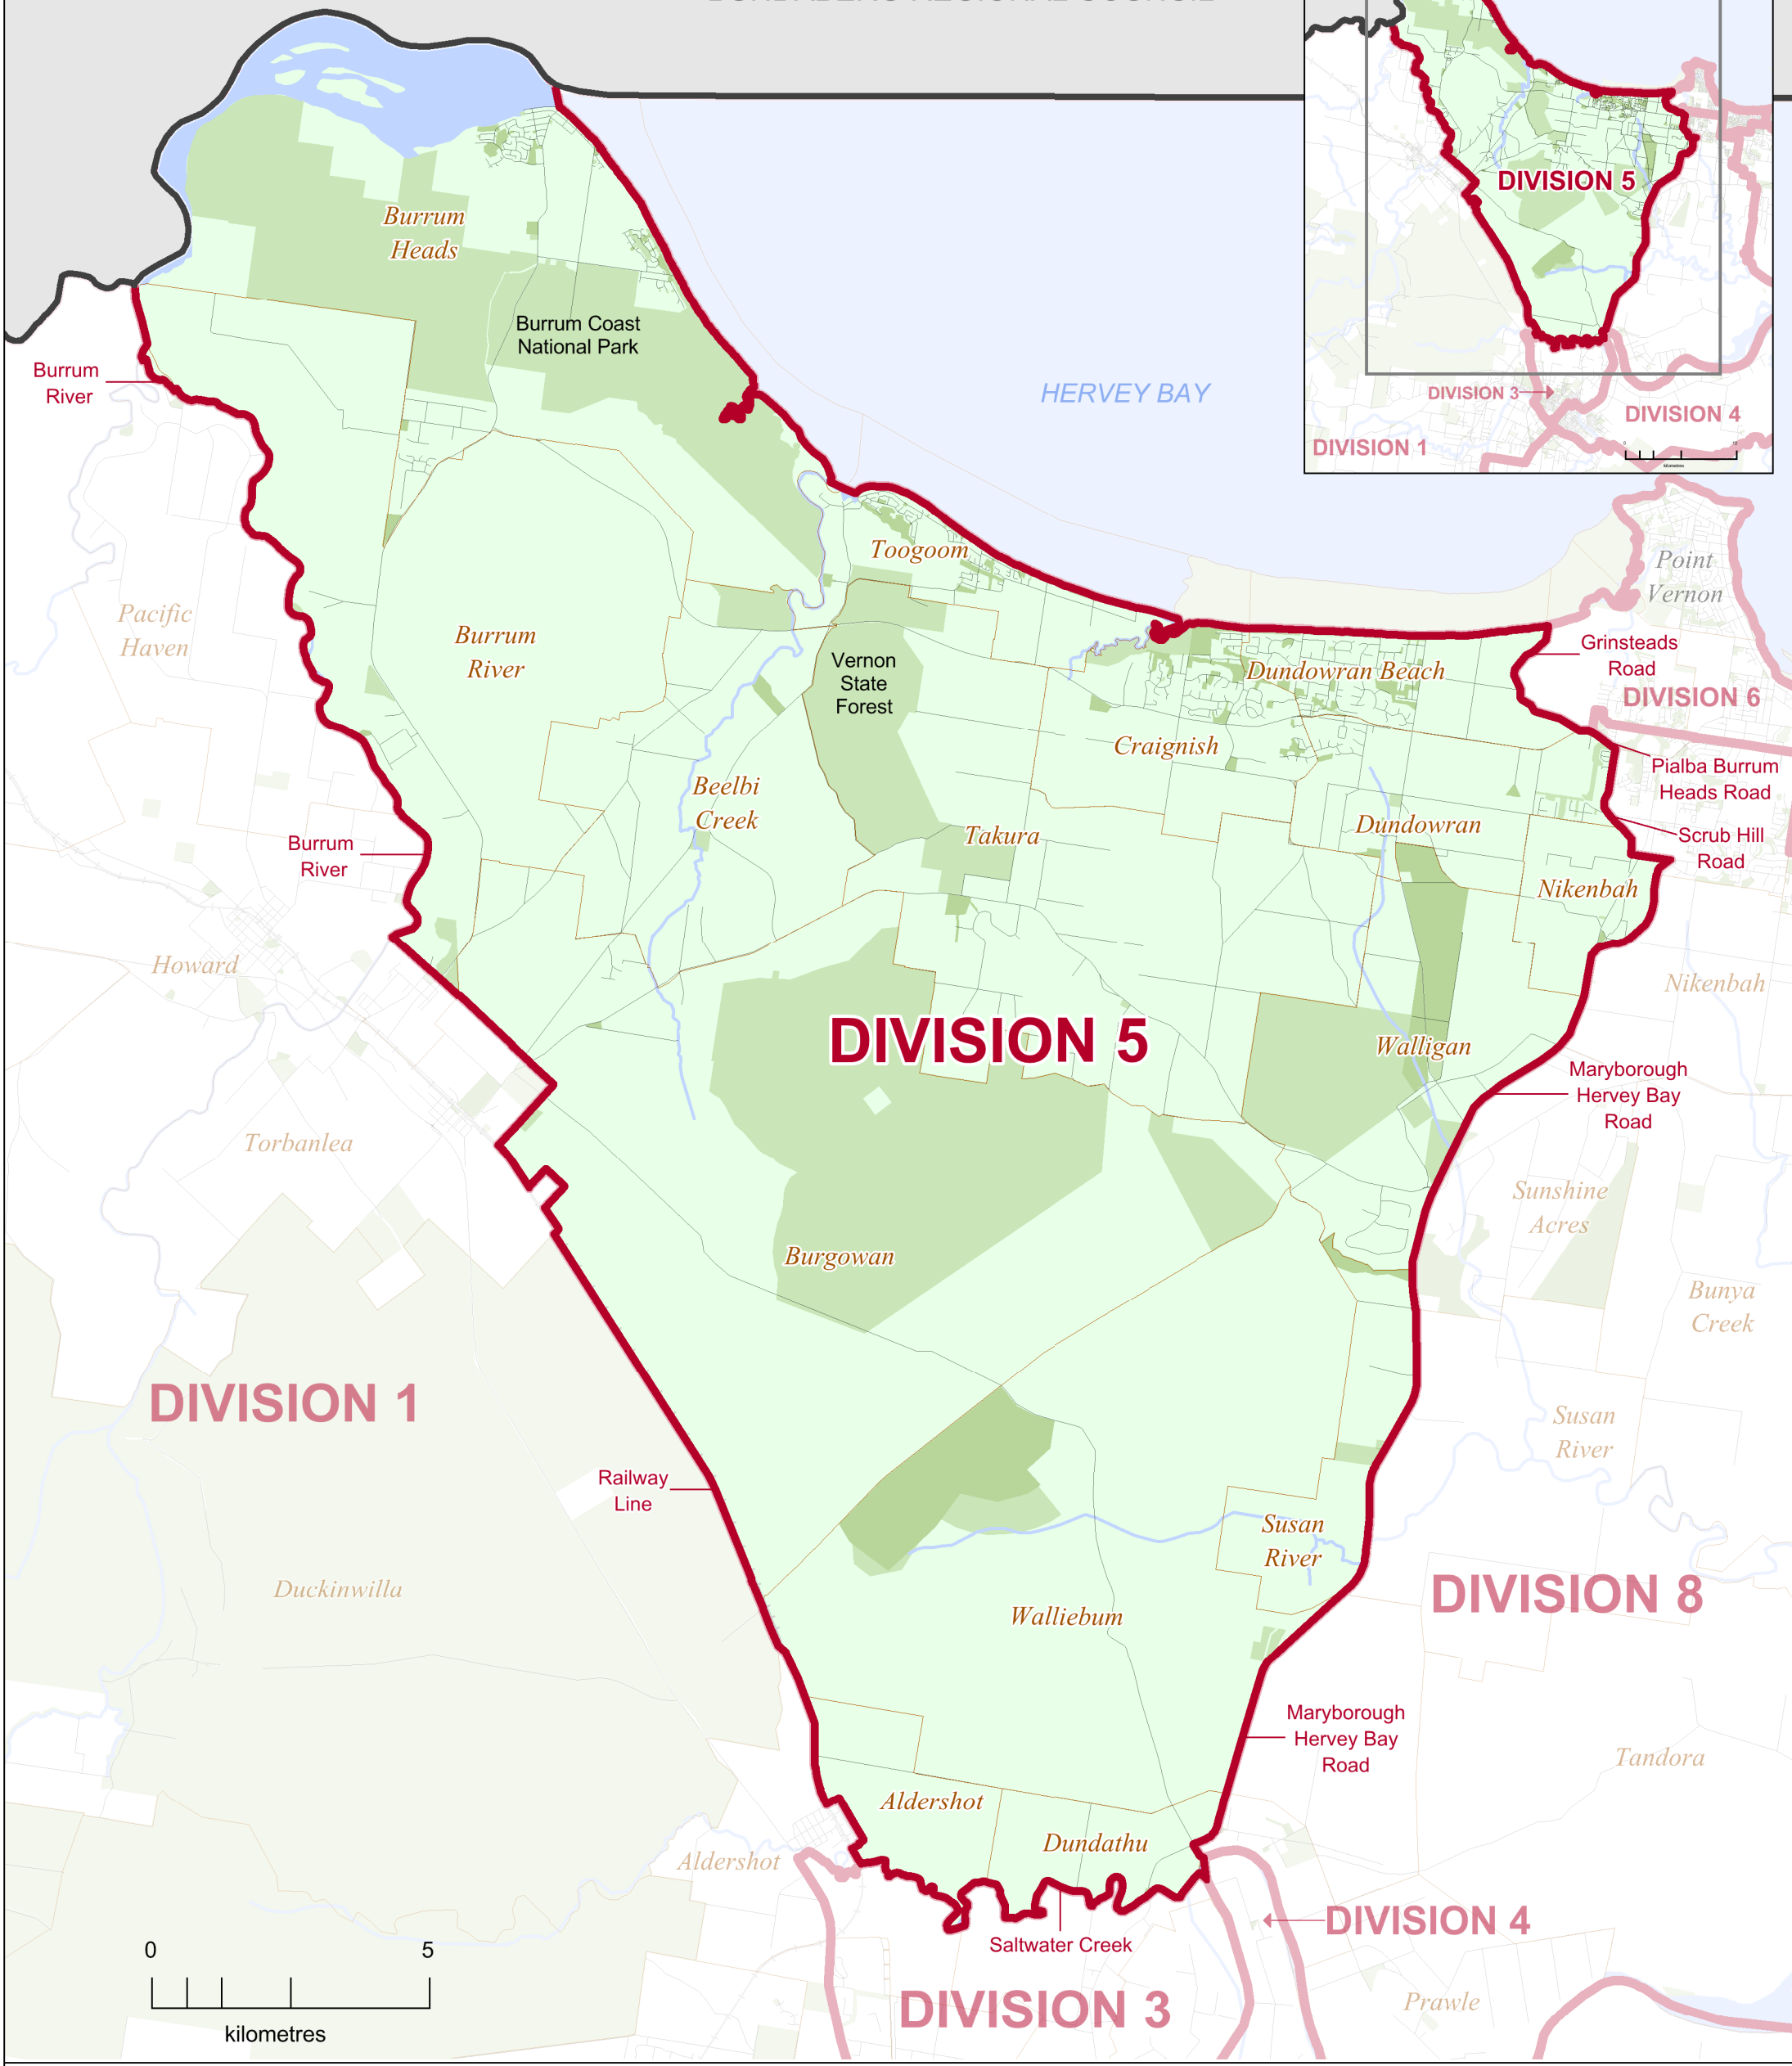 BUNDABERG REGIONAL COUNCIL
DIVISION 5
DIVISION 3
DIVISION 4
DIVISION 1
kilometres
Burrum
Heads
Burrum Coast
National Park
Burrum
River
HERVEY BAY
Toogoom
Point
Vernon
Pacific
Haven
Burrum
River
Vernon
State
Forest
Grinsteads
Road
Dundowran Beach
DIVISION 6
Craignish
Pialba Burrum
Heads Road
Beelbi
Creek
Takura
Dundowran
Scrub Hill
Road
Burrum
River
Nikenbah
Howard
Nikenbah
DIVISION 5
Walligan
Maryborough
Hervey Bay
Road
Torbanlea
Sunshine
Acres
Burgowan
Bunya
Creek
DIVISION 1
Susan
River
Railway
Line
Susan
River
Duckinwilla
DIVISION 8
Walliebum
Maryborough
Hervey Bay
Road
Tandora
Aldershot
Dundathu
Aldershot
DIVISION 4
Saltwater Creek
0 5
kilometres
DIVISION 3
Prawle